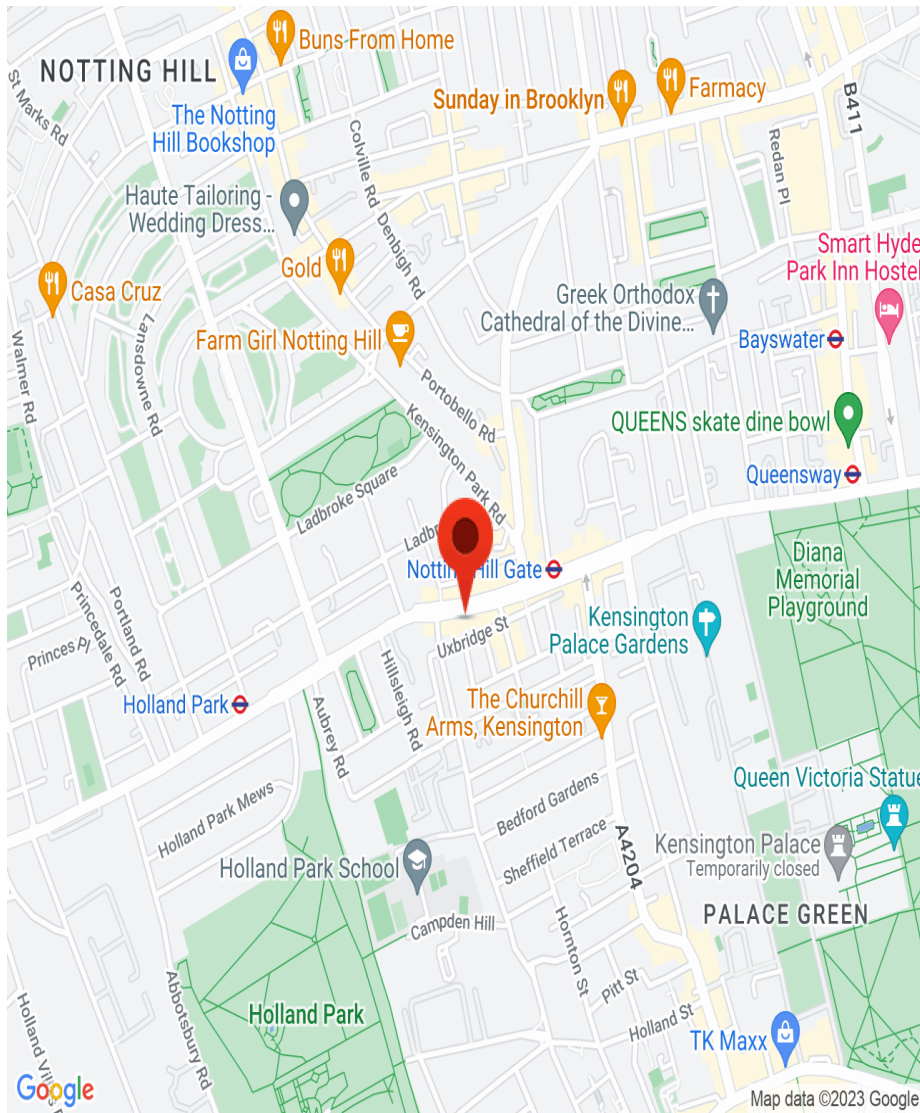 Buns From Home
NOTTING HILL
Sunday in Brooklyn
Farmacy
B411
St Marks Rd
The Notting
Hill Bookshop
Colville Rd
Redan Pl
Haute Tailoring -
Wedding Dress...
Denbigh Rd
Smart Hyde
Park Inn Hostel
Gold
Casa Cruz
Greek Orthodox
Cathedral of the Divine...
Lansdowne Rd
Walmer Rd
Farm Girl Notting Hill
Bayswater
Portobello Rd
Kensington Park Rd
QUEENS skate dine bowl
Queensway
Ladbroke Square
Notting Hill Gate
Diana
Memorial
Playground
Princedale Rd
Portland Rd
Princes Pl
Uxbridge St
Kensington
Palace Gardens
Hillsleigh Rd
Holland Park
Aubrey Rd
The Churchill
Arms, Kensington
Queen Victoria Statue
Holland Park Mews
Bedford Gardens
A4204
Sheffield Terrace
Kensington Palace
Temporarily closed
Holland Park School
PALACE GREEN
Campden Hill
Hornton St
Pitt St
Abbotsbury Rd
Holland Park
Holland St
TK Maxx
Google
Map data ©2023 Google